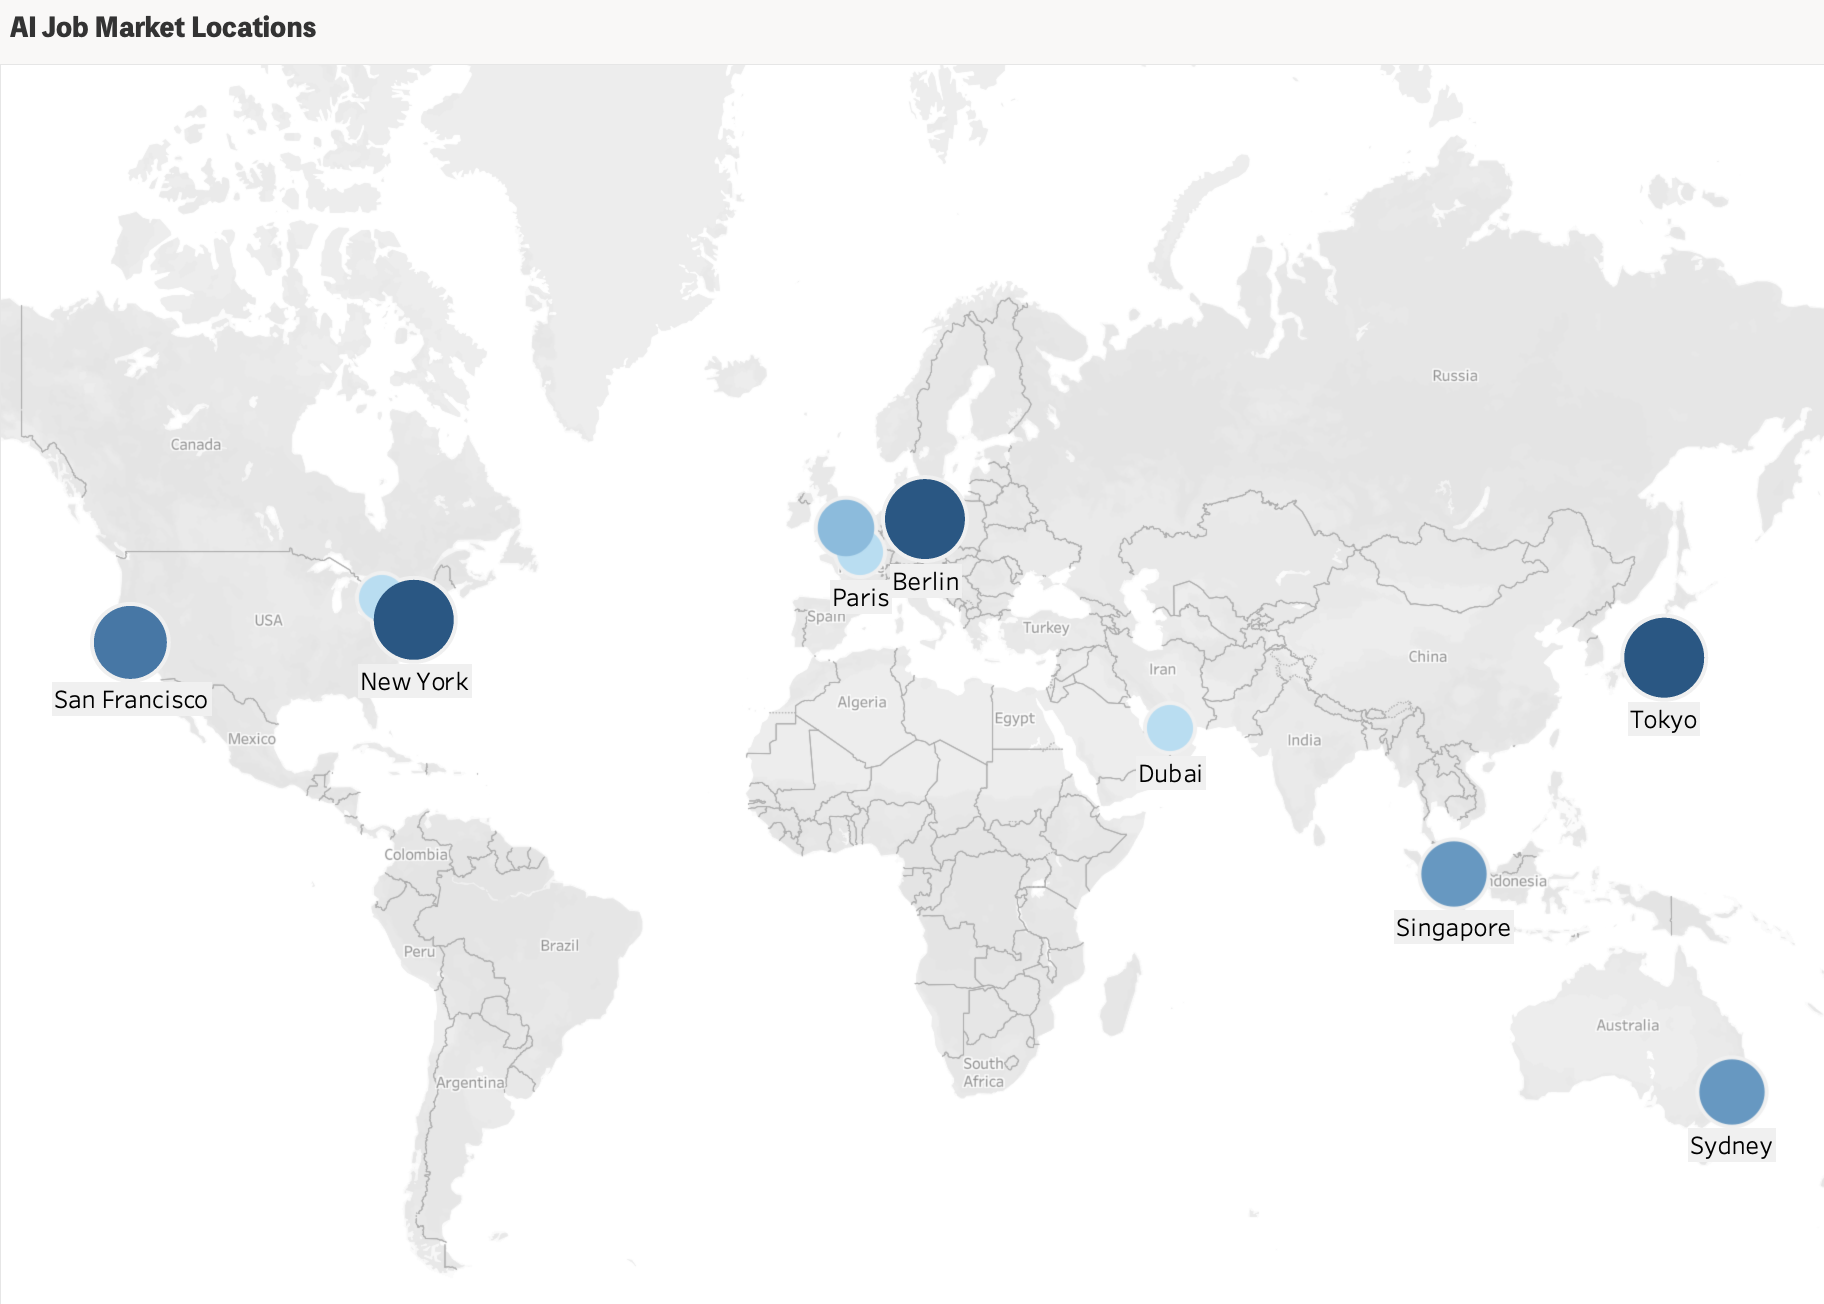 AI Job Market Locations
Russia
Canada
Berlin
Paris
Spain
USA
Turkey
China
Iran
New York
San Francisco
Algeria
Egypt
Tokyo
Mexico
India
Dubai
Colombia
ndonesia
Singapore
Peru
Brazil
Australia
South
Africa
Argentina
Sydney